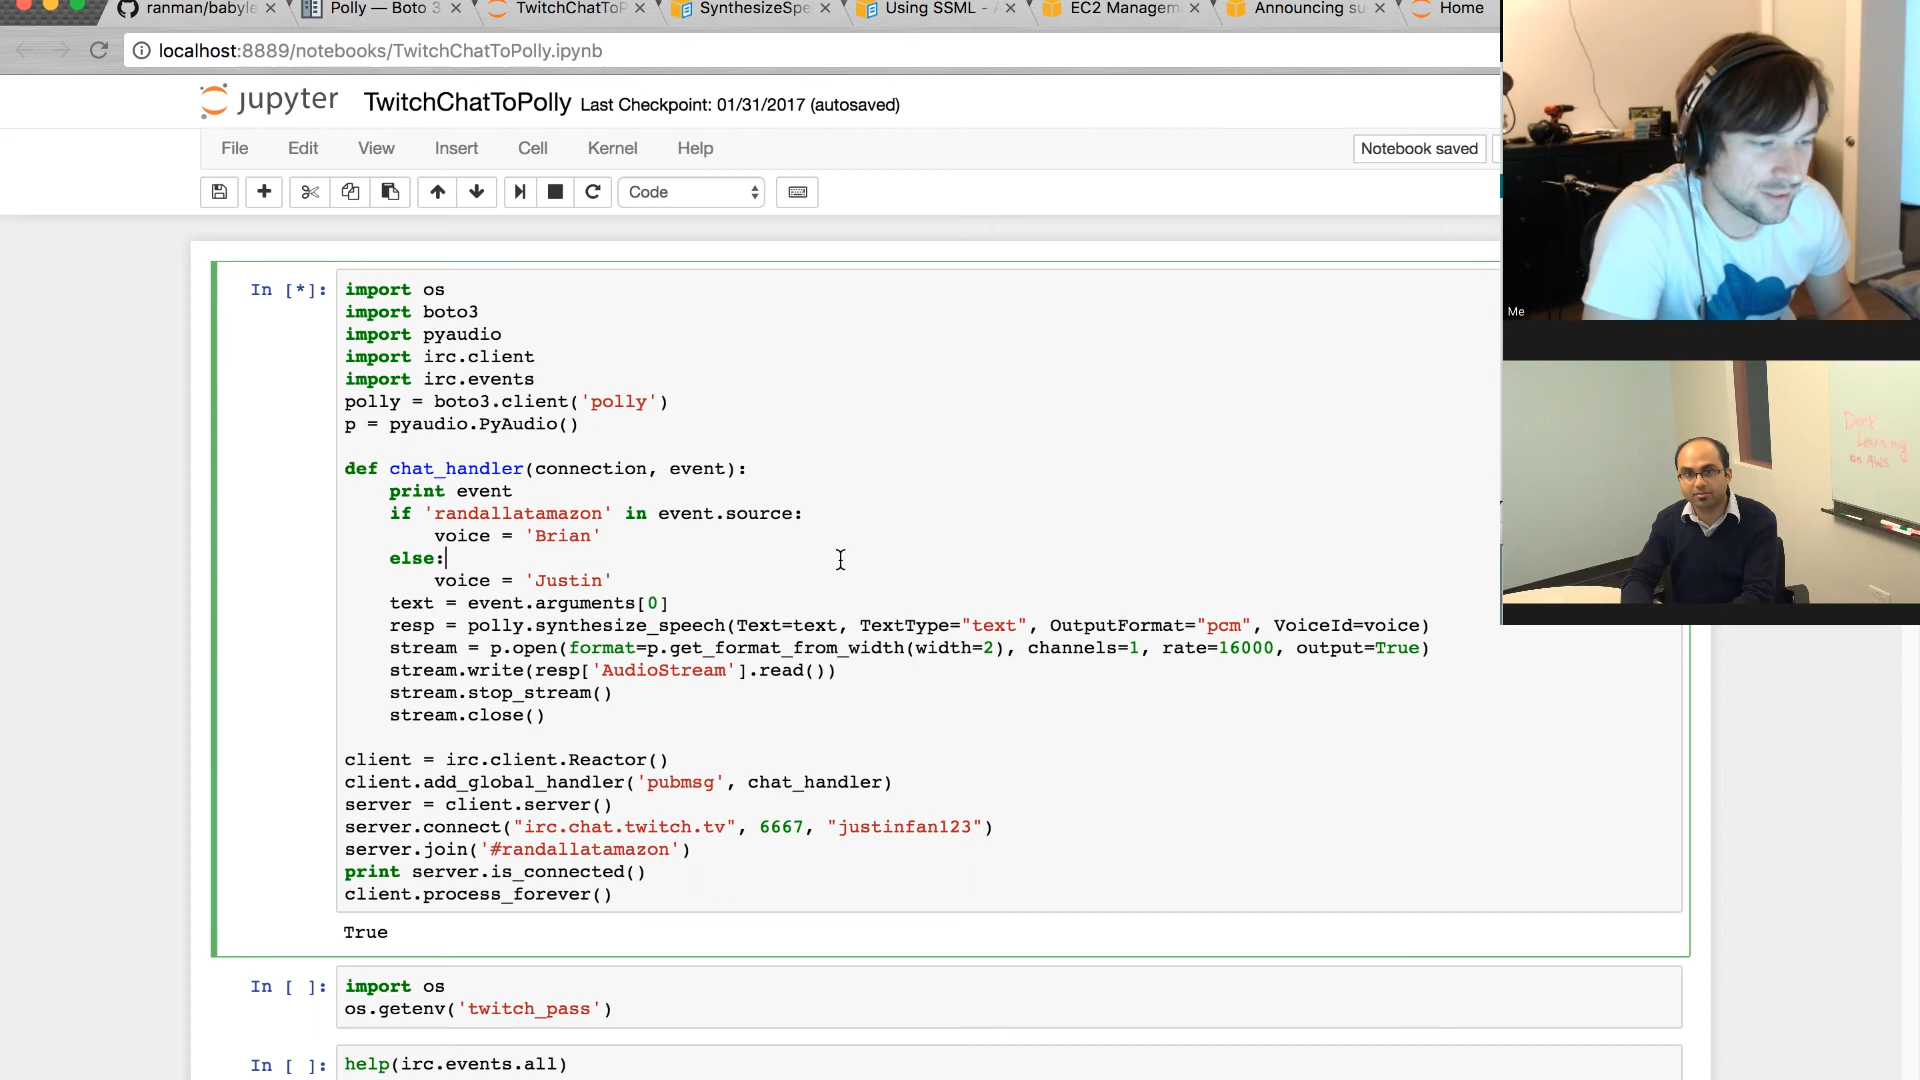 ranman/babyle
Polly — Boto 3
TwitchChatToP
SynthesizeSpe
Using SSML - A
EC2 Managem
Announcing su
Home
localhost:8889/notebooks/TwitchChatToPolly.ipynb
jupyter TwitchChatToPolly Last Checkpoint: 01/31/2017 (autosaved)
File Edit View Insert Cell Kernel Help
Notebook saved
Code
In [*]:
import os
import boto3
import pyaudio
import irc.client
import irc.events
polly = boto3.client('polly')
p = pyaudio.PyAudio()
def chat_handler(connection, event):
    print event
    if 'randallatamazon' in event.source:
        voice = 'Brian'
    else:
        voice = 'Justin'
    text = event.arguments[0]
    resp = polly.synthesize_speech(Text=text, TextType="text", OutputFormat="pcm", VoiceId=voice)
    stream = p.open(format=p.get_format_from_width(width=2), channels=1, rate=16000, output=True)
    stream.write(resp['AudioStream'].read())
    stream.stop_stream()
    stream.close()
client = irc.client.Reactor()
client.add_global_handler('pubmsg', chat_handler)
server = client.server()
server.connect("irc.chat.twitch.tv", 6667, "justinfan123")
server.join('#randallatamazon')
print server.is_connected()
client.process_forever()
True
In [ ]:
import os
os.getenv('twitch_pass')
In [ ]:
help(irc.events.all)
Me
Deep
Learning
on AWS